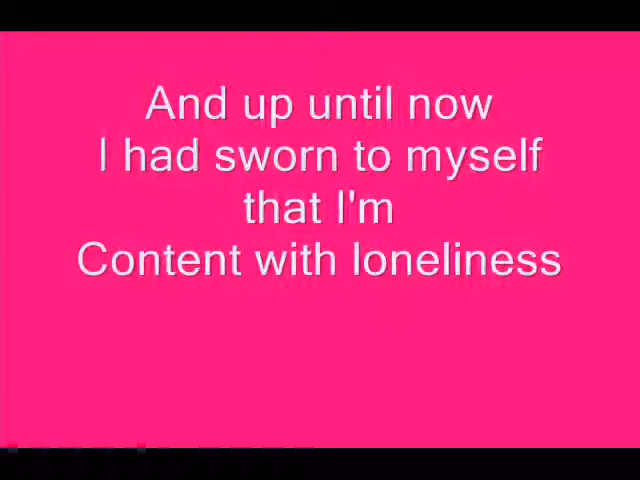 And up until now
I had sworn to myself
that I'm
Content with loneliness